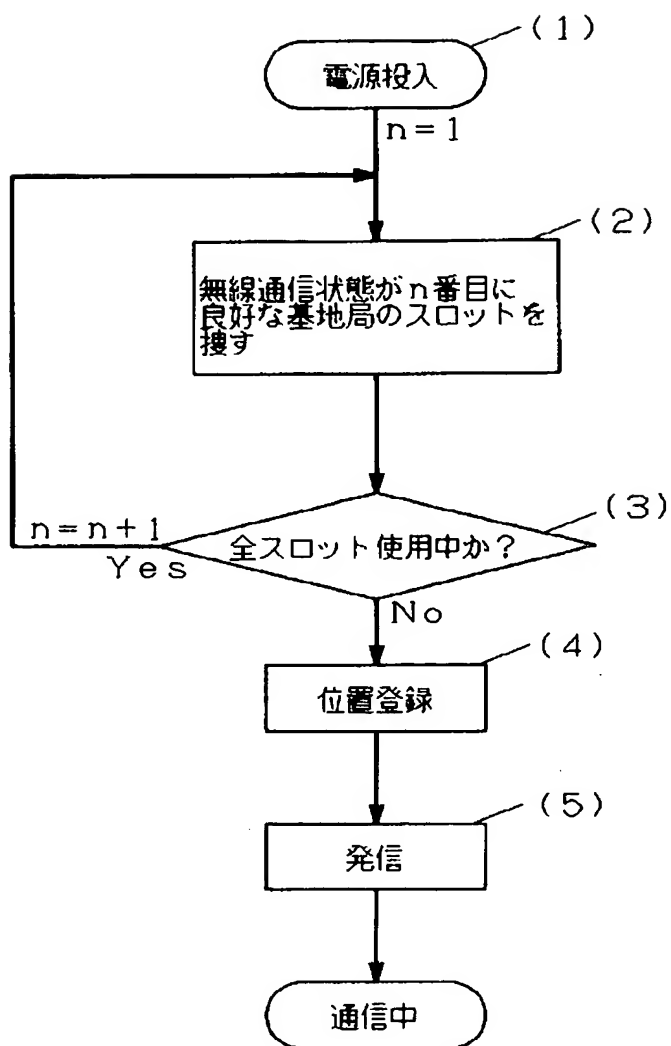 (1)
電源投入
n=1
(2)
無線通信状態がn番目に
良好な基地局のスロットを
捜す
(3)
n=n+1
全スロット使用中か?
Yes
No
(4)
位置登録
(5)
発信
通信中